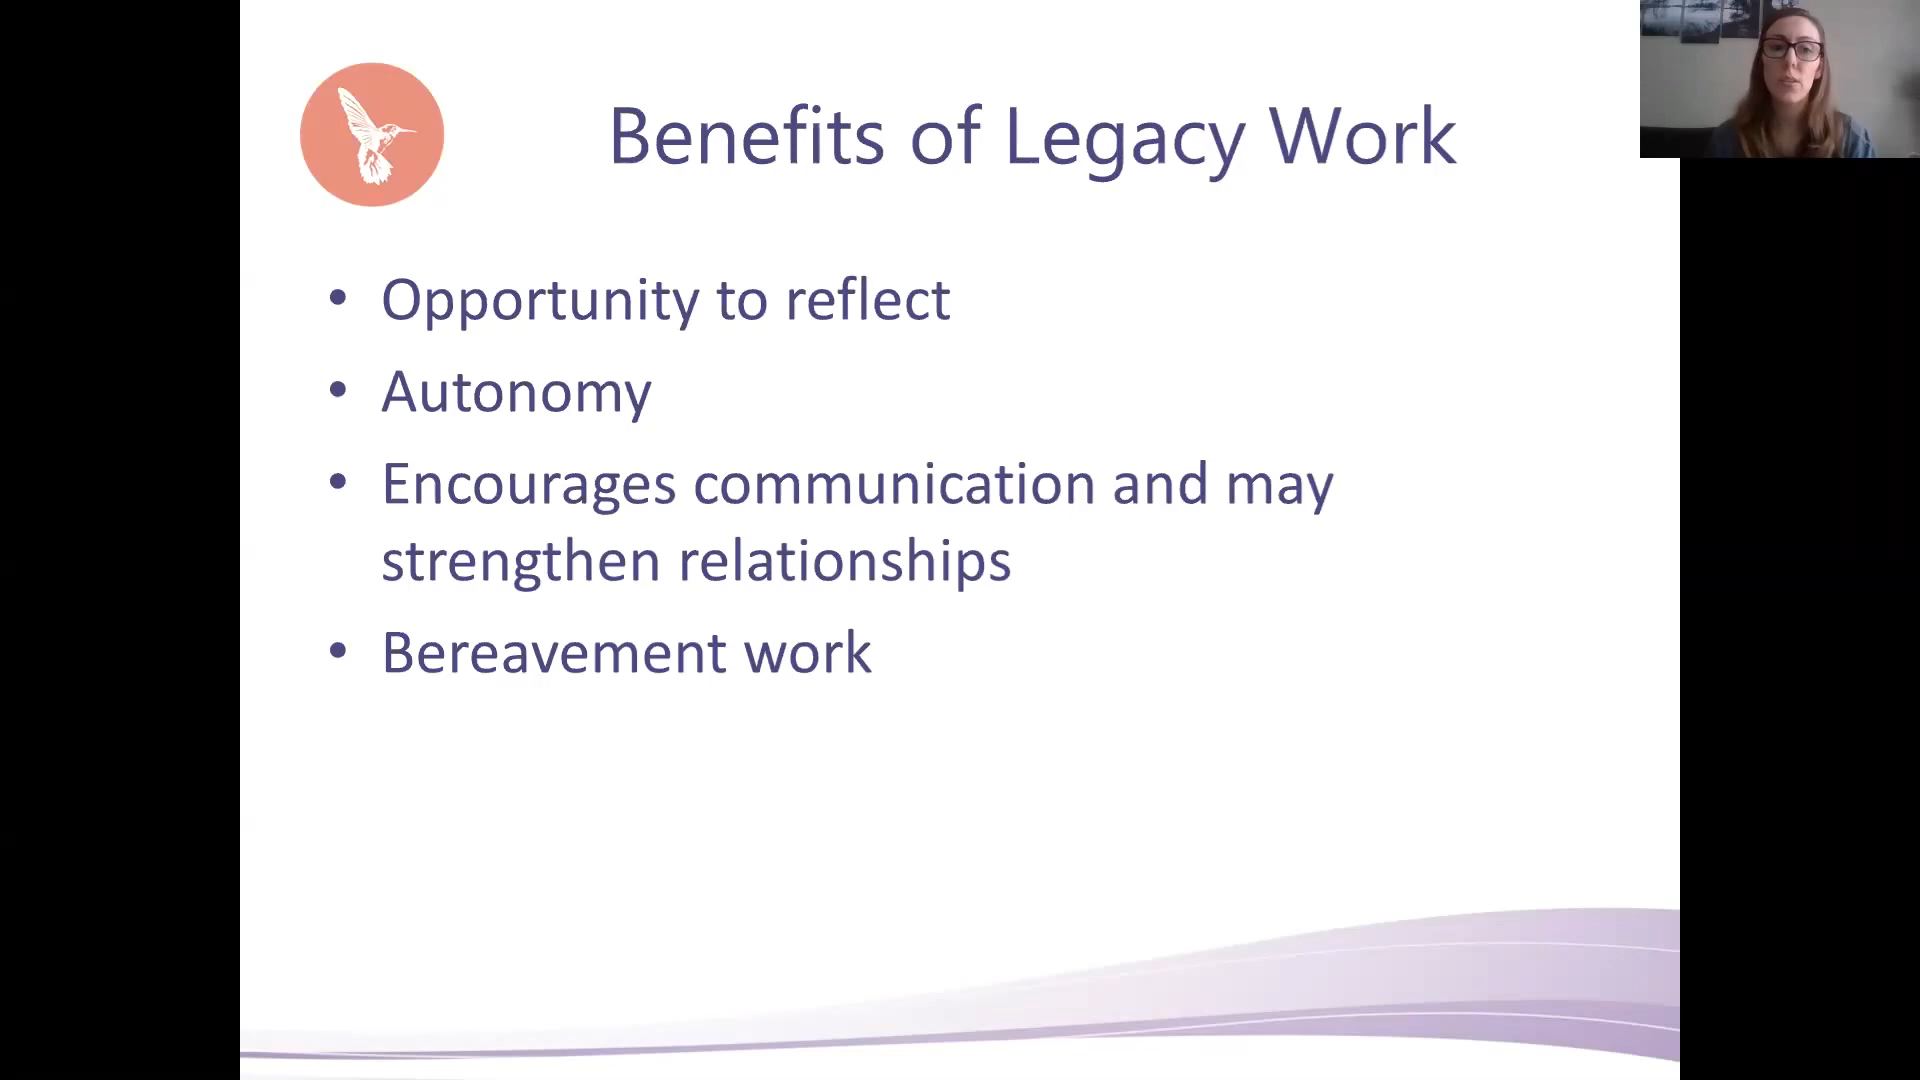 Benefits of Legacy Work
• Opportunity to reflect
• Autonomy
• Encourages communication and may
strengthen relationships
• Bereavement work